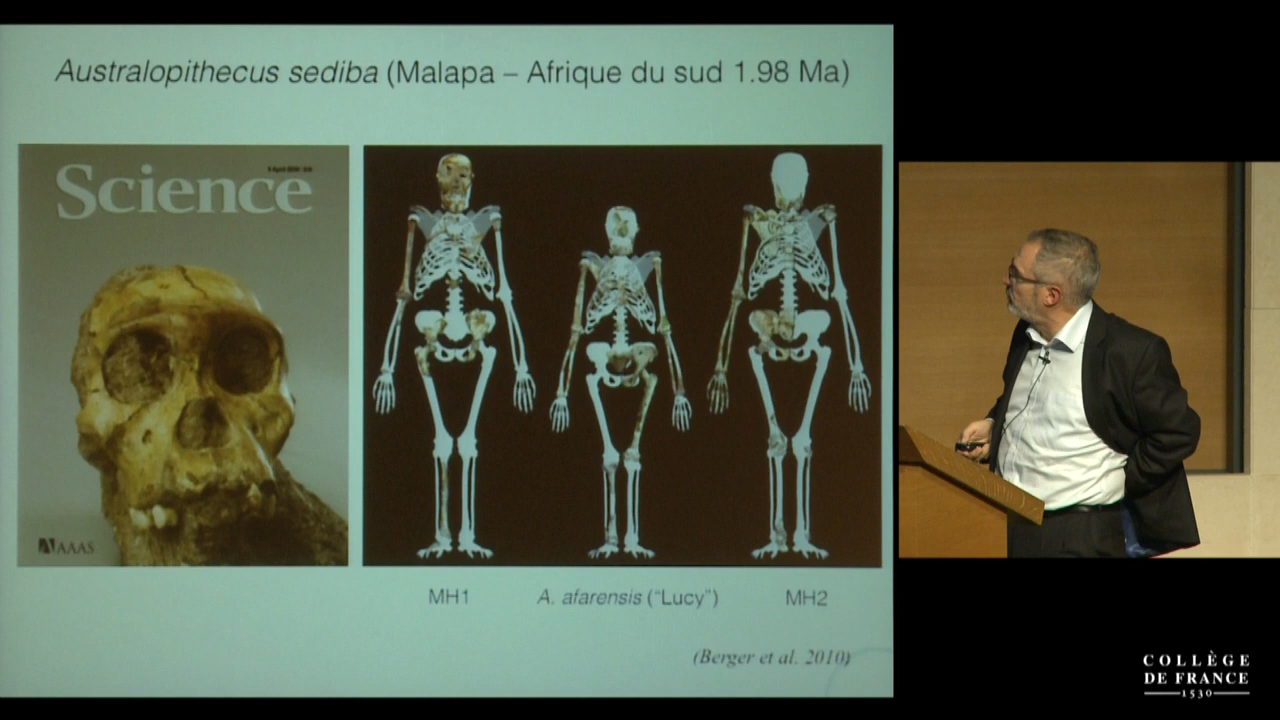 Australopithecus sediba (Malapa – Afrique du sud 1.98 Ma)
Science
AAAS
MH1
A. afarensis ("Lucy")
MH2
(Berger et al. 2010)
COLLÈGE
DE FRANCE
1530